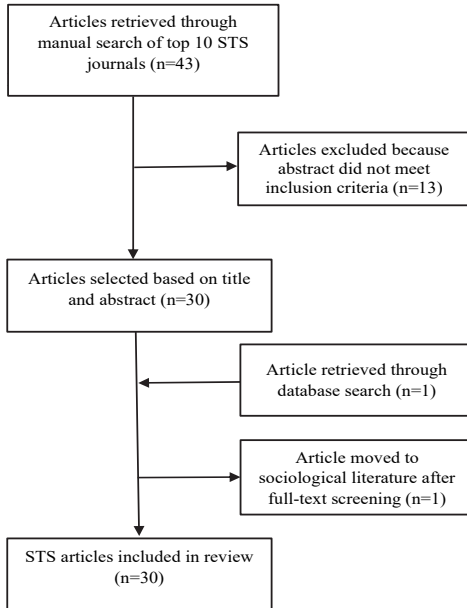 Articles retrieved through
manual search of top 10 STS
journals (n=43)
Articles excluded because
abstract did not meet
inclusion criteria (n=13)
Articles selected based on title
and abstract (n=30)
Article retrieved through
database search (n=1)
Article moved to
sociological literature after
full-text screening (n=1)
STS articles included in review
(n=30)